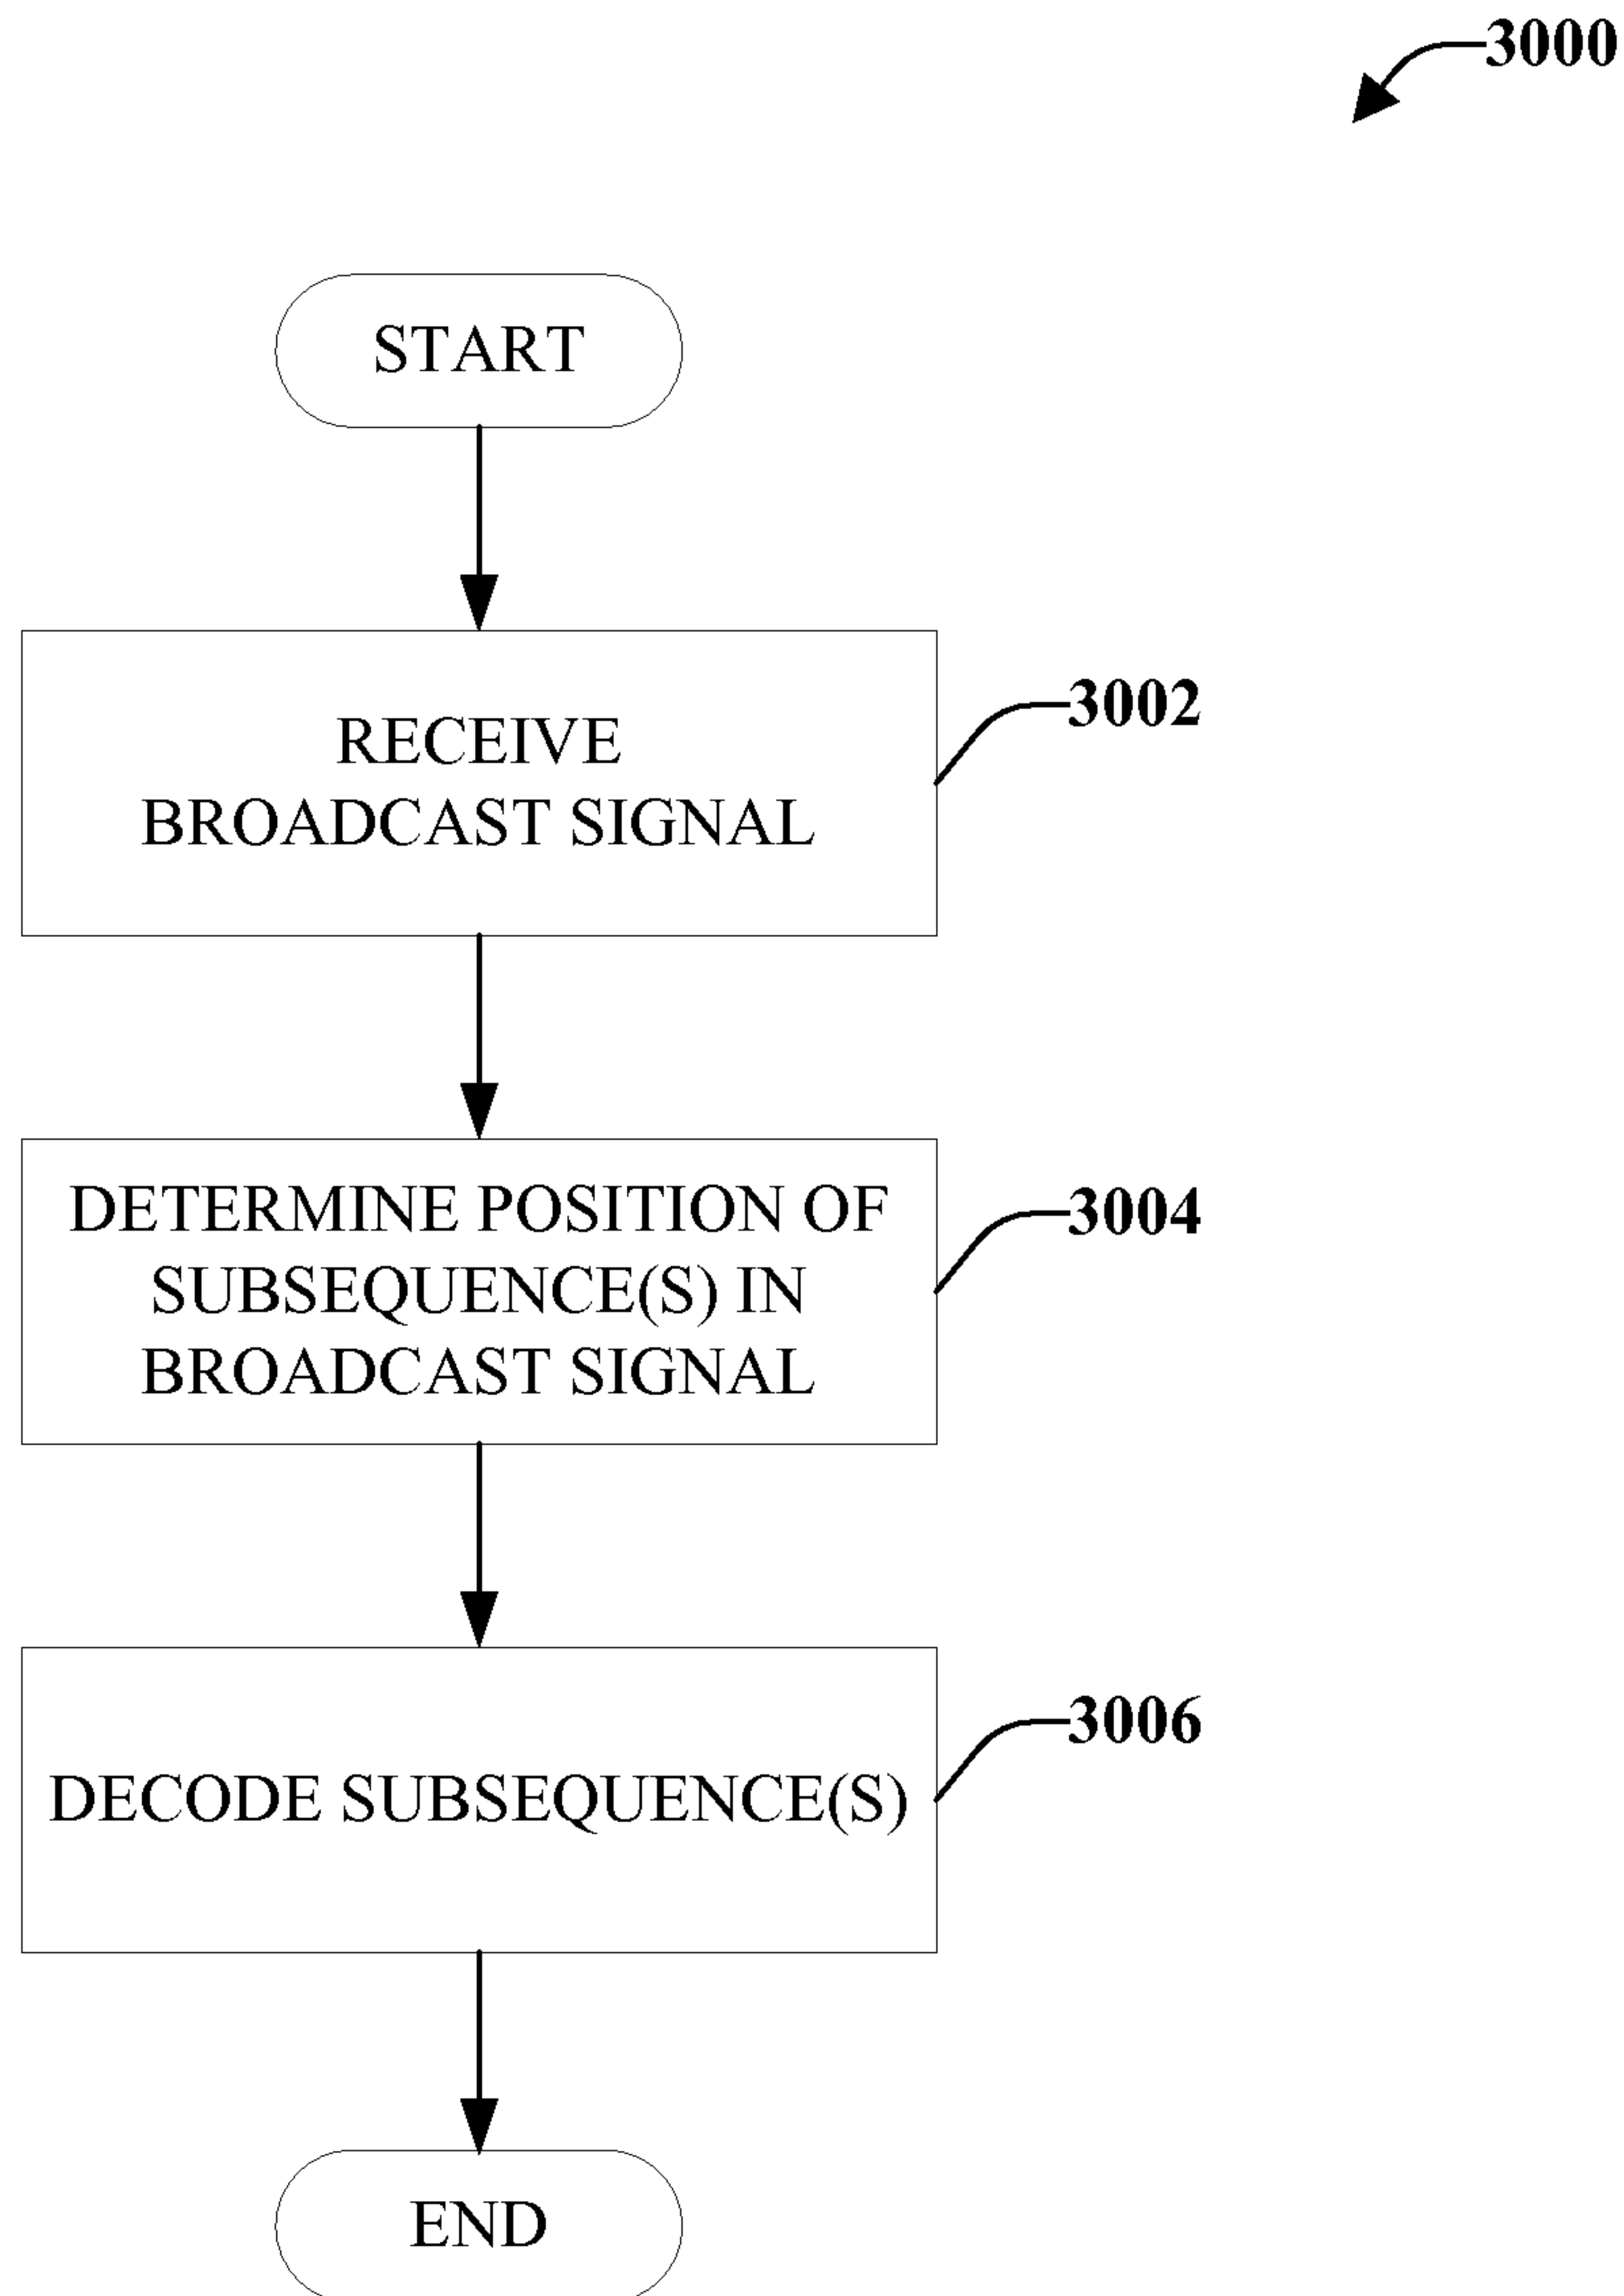 3000
START
RECEIVE
BROADCAST SIGNAL
3002
DETERMINE POSITION OF
SUBSEQUENCE(S) IN
BROADCAST SIGNAL
3004
DECODE SUBSEQUENCE(S)
3006
END